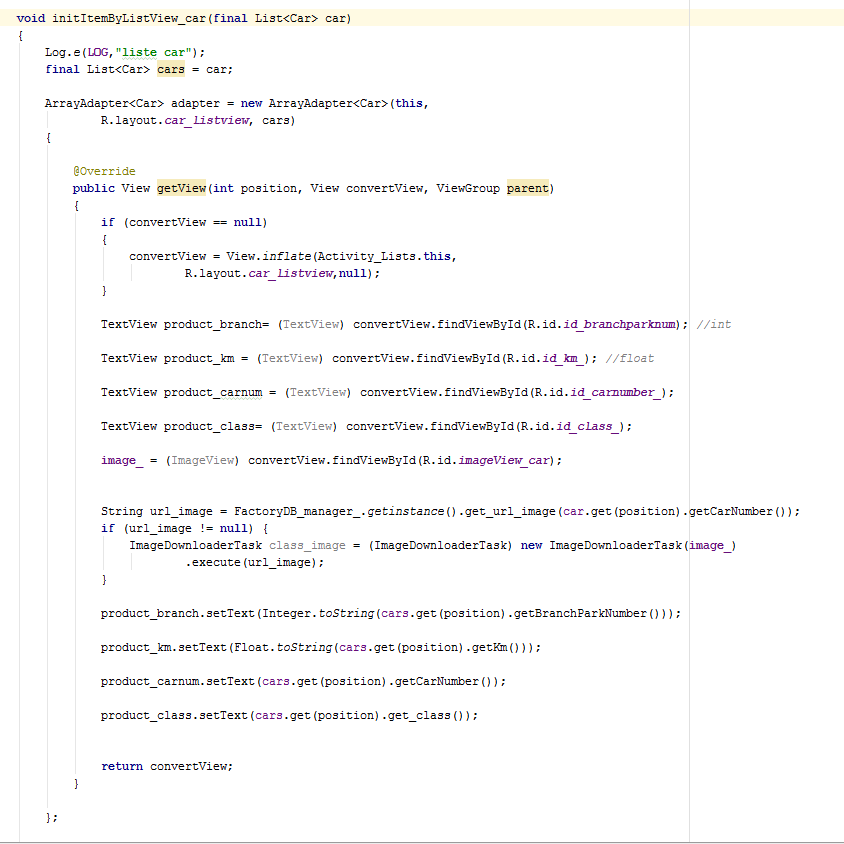 void initItemByListView_car(final List<Car> car)
{
Log.e(LOG,"liste car");
final List<Car> cars = car;
ArrayAdapter<Car> adapter = new ArrayAdapter<Car>(this,
R.layout.car_listview, cars)
{
@Override
public View getView(int position, View convertView, ViewGroup parent)
{
if (convertView == null)
{
convertView = View.inflate(Activity_Lists.this,
R.layout.car_listview,null);
}
TextView product_branch= (TextView) convertView.findViewById(R.id.id_branchparknum); //int
TextView product_km = (TextView) convertView.findViewById(R.id.id_km_); //float
TextView product_carnum = (TextView) convertView.findViewById(R.id.id_carnumber_);
TextView product_class= (TextView) convertView.findViewById(R.id.id_class_);
image_ = (ImageView) convertView.findViewById(R.id.imageView_car);
String url_image = FactoryDB_manager_.getinstance().get_url_image(car.get(position).getCarNumber());
if (url_image != null) {
ImageDownloaderTask class_image = (ImageDownloaderTask) new ImageDownloaderTask(image_)
.execute(url_image);
}
product_branch.setText(Integer.toString(cars.get(position).getBranchParkNumber()));
product_km.setText(Float.toString(cars.get(position).getKm()));
product_carnum.setText(cars.get(position).getCarNumber());
product_class.setText(cars.get(position).get_class());
return convertView;
}
};